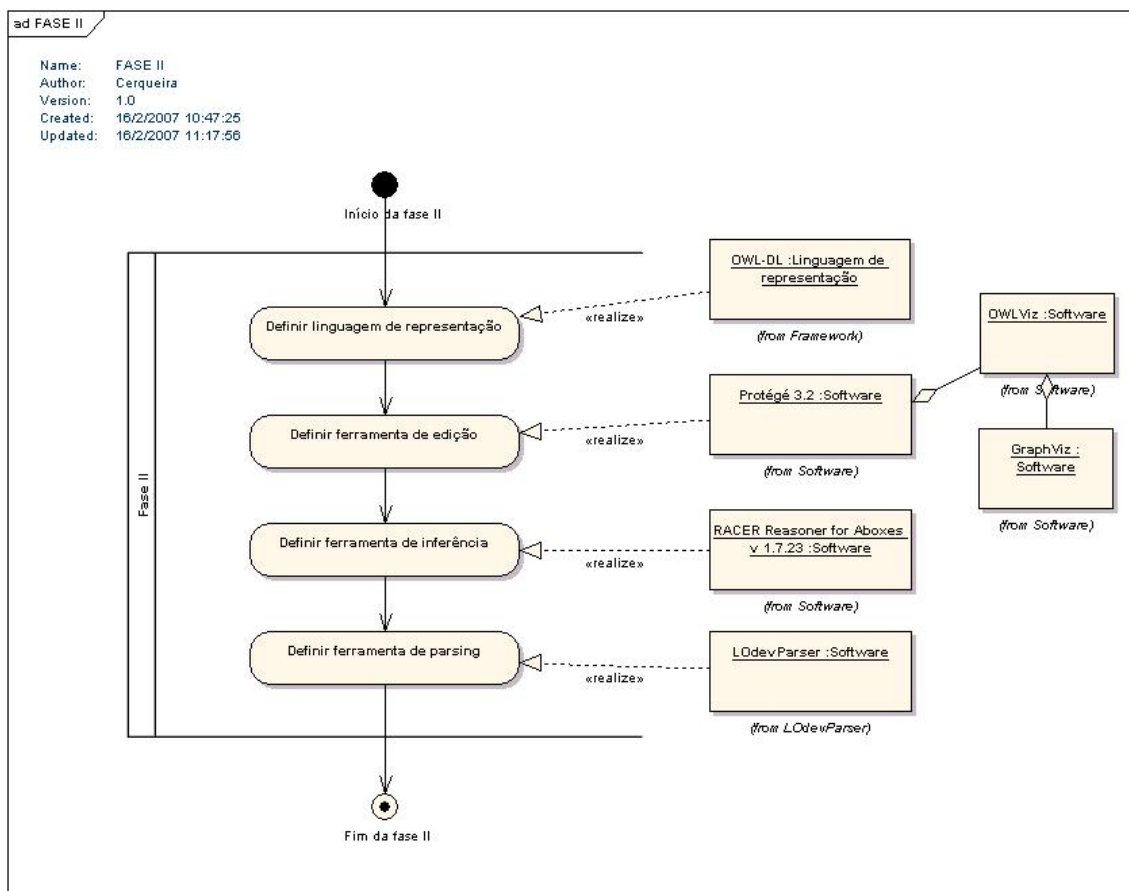 ad FASE II
Name: FASE II
Author: Cerqueira
Version: 1.0
Created: 16/2/2007 10:47:25
Updated: 16/2/2007 11:17:56
Início da fase II
Fase II
Definir linguagem de representação
«realize»
OWL-DL :Linguagem de
representação
(from Framework)
OWLViz :Software
(from Software)
Definir ferramenta de edição
«realize»
Protégé 3.2 :Software
(from Software)
GraphViz :
Software
(from Software)
Definir ferramenta de inferência
«realize»
RACER Reasoner for Aboxes
v 1.7.23 :Software
(from Software)
Definir ferramenta de parsing
«realize»
LOdevParser :Software
(from LOdevParser)
Fim da fase II